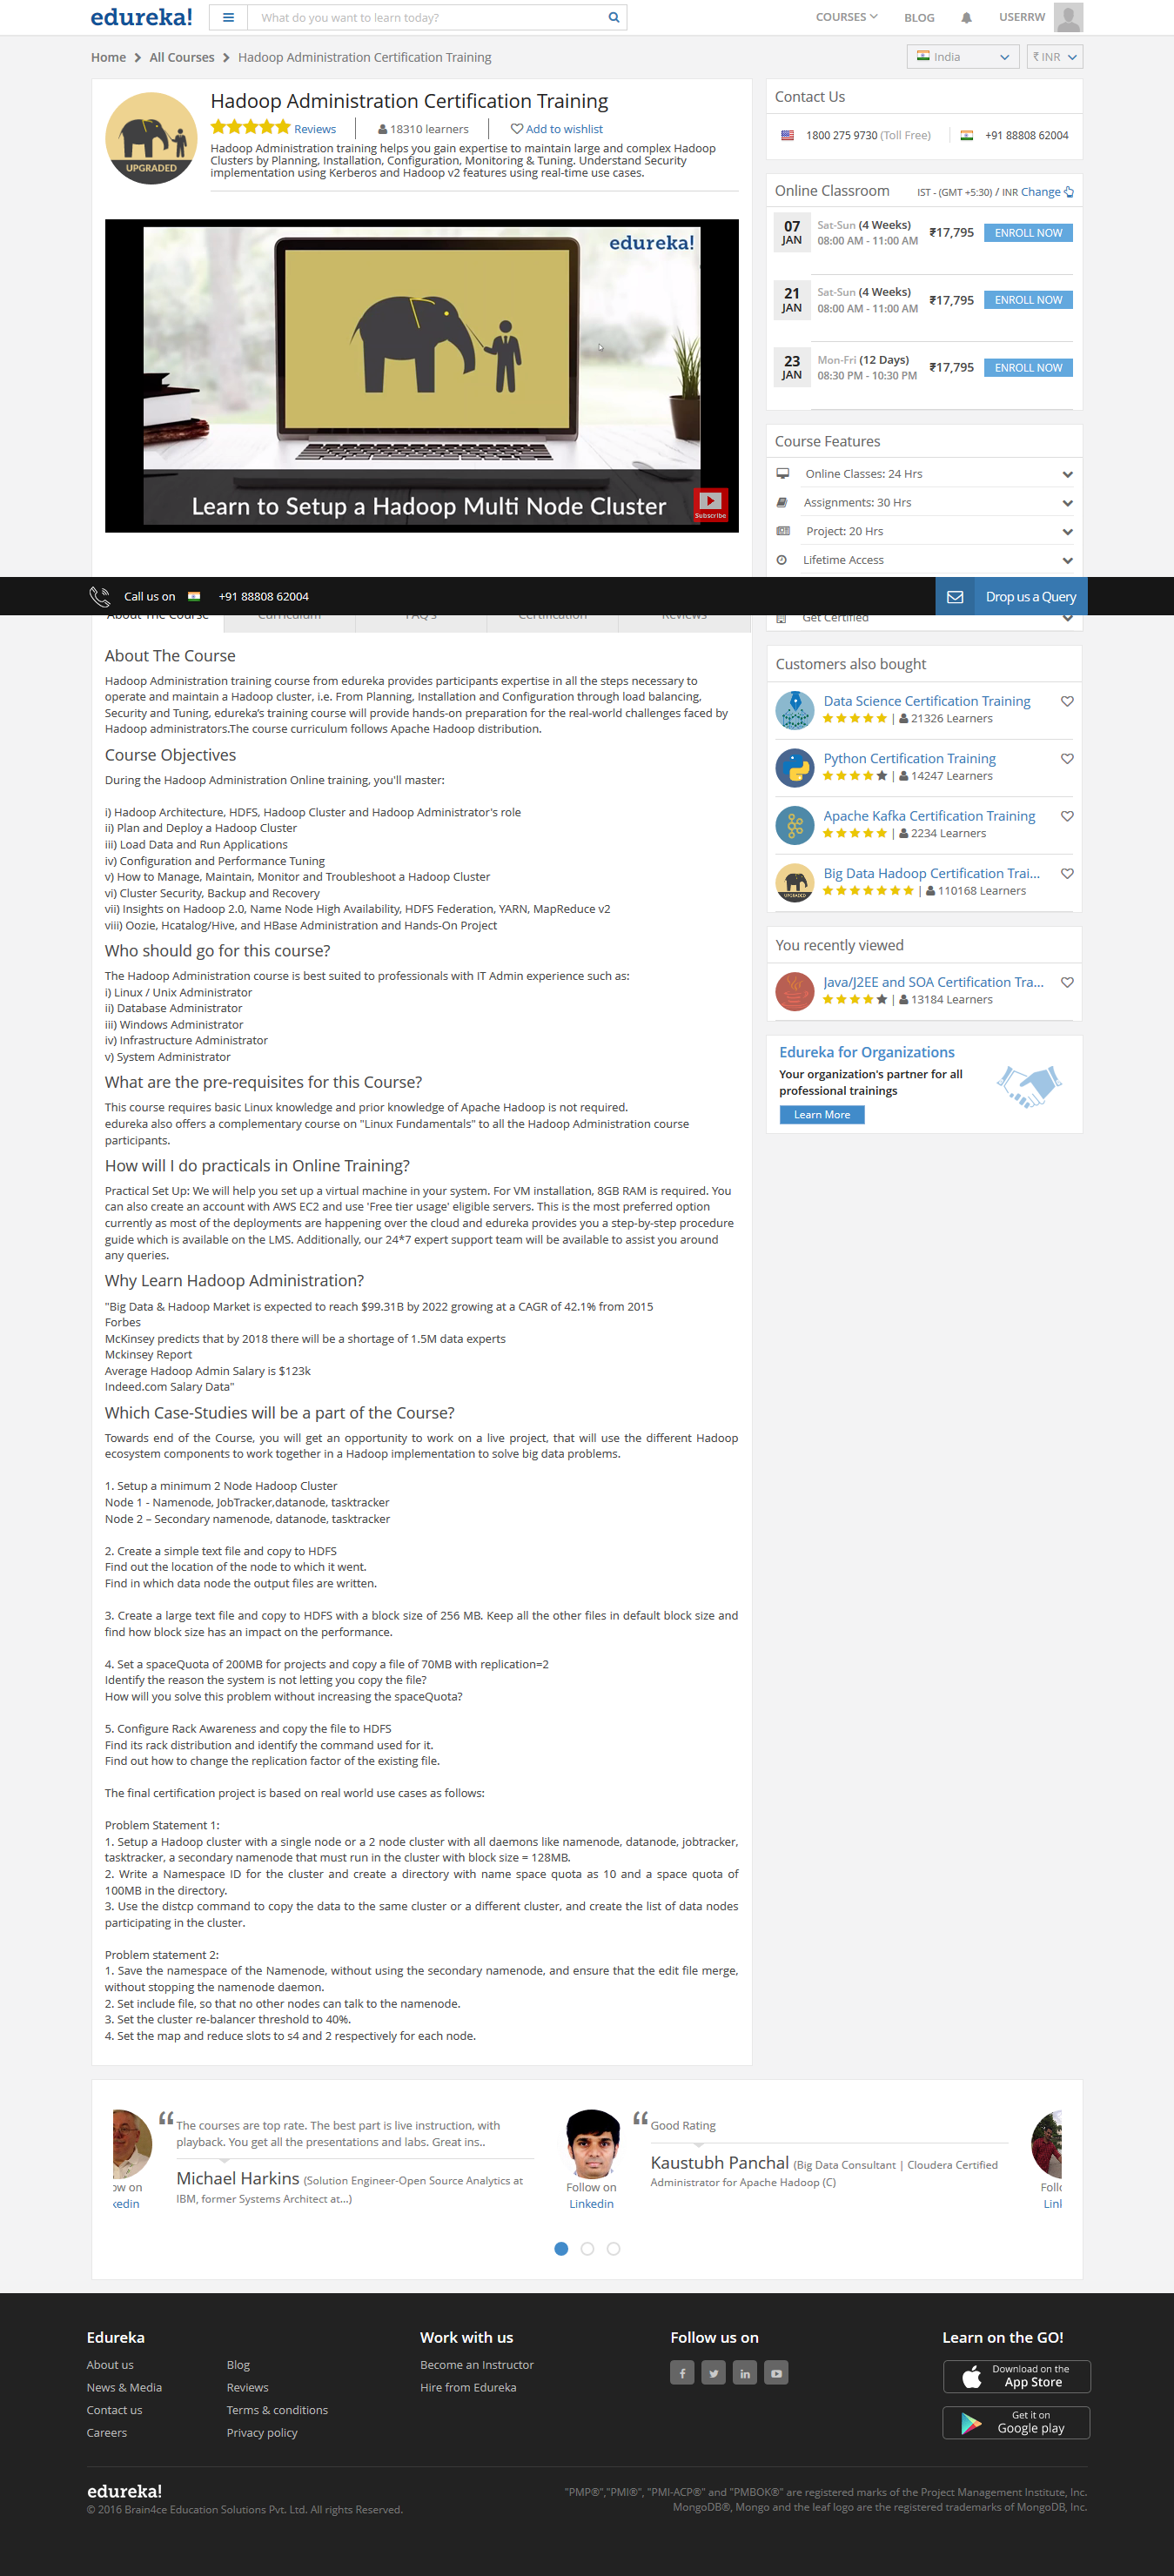 edureka!
What do you want to learn today?
COURSES
BLOG
USERRW
Home
All Courses
Hadoop Administration Certification Training
India
₹ INR
UPGRADED
Hadoop Administration Certification Training
Reviews
18310 learners
Add to wishlist
Hadoop Administration training helps you gain expertise to maintain large and complex Hadoop
Clusters by Planning, Installation, Configuration, Monitoring & Tuning. Understand Security
implementation using Kerberos and Hadoop v2 features using real-time use cases.
edureka!
Learn to Setup a Hadoop Multi Node Cluster
Subscribe
Contact Us
1800 275 9730 (Toll Free)
+91 88808 62004
Online Classroom
IST - (GMT +5:30) / INR Change
07 JAN
Sat-Sun (4 Weeks)
08:00 AM - 11:00 AM
₹17,795
ENROLL NOW
21 JAN
Sat-Sun (4 Weeks)
08:00 AM - 11:00 AM
₹17,795
ENROLL NOW
23 JAN
Mon-Fri (12 Days)
08:30 PM - 10:30 PM
₹17,795
ENROLL NOW
Course Features
Online Classes: 24 Hrs
Assignments: 30 Hrs
Project: 20 Hrs
Lifetime Access
Call us on
+91 88808 62004
Drop us a Query
Get Certified
About The Course
Curriculum
FAQ's
Certification
Reviews
About The Course
Hadoop Administration training course from edureka provides participants expertise in all the steps necessary to
operate and maintain a Hadoop cluster, i.e. From Planning, Installation and Configuration through load balancing,
Security and Tuning, edureka's training course will provide hands-on preparation for the real-world challenges faced by
Hadoop administrators.The course curriculum follows Apache Hadoop distribution.
Course Objectives
During the Hadoop Administration Online training, you'll master:
i) Hadoop Architecture, HDFS, Hadoop Cluster and Hadoop Administrator's role
ii) Plan and Deploy a Hadoop Cluster
iii) Load Data and Run Applications
iv) Configuration and Performance Tuning
v) How to Manage, Maintain, Monitor and Troubleshoot a Hadoop Cluster
vi) Cluster Security, Backup and Recovery
vii) Insights on Hadoop 2.0, Name Node High Availability, HDFS Federation, YARN, MapReduce v2
viii) Oozie, Hcatalog/Hive, and HBase Administration and Hands-On Project
Who should go for this course?
The Hadoop Administration course is best suited to professionals with IT Admin experience such as:
i) Linux / Unix Administrator
ii) Database Administrator
iii) Windows Administrator
iv) Infrastructure Administrator
v) System Administrator
What are the pre-requisites for this Course?
This course requires basic Linux knowledge and prior knowledge of Apache Hadoop is not required.
edureka also offers a complementary course on "Linux Fundamentals" to all the Hadoop Administration course
participants.
How will I do practicals in Online Training?
Practical Set Up: We will help you set up a virtual machine in your system. For VM installation, 8GB RAM is required. You
can also create an account with AWS EC2 and use 'Free tier usage' eligible servers. This is the most preferred option
currently as most of the deployments are happening over the cloud and edureka provides you a step-by-step procedure
guide which is available on the LMS. Additionally, our 24*7 expert support team will be available to assist you around
any queries.
Why Learn Hadoop Administration?
"Big Data & Hadoop Market is expected to reach $99.31B by 2022 growing at a CAGR of 42.1% from 2015
Forbes
McKinsey predicts that by 2018 there will be a shortage of 1.5M data experts
Mckinsey Report
Average Hadoop Admin Salary is $123k
Indeed.com Salary Data"
Which Case-Studies will be a part of the Course?
Towards end of the Course, you will get an opportunity to work on a live project, that will use the different Hadoop
ecosystem components to work together in a Hadoop implementation to solve big data problems.
1. Setup a minimum 2 Node Hadoop Cluster
Node 1 - Namenode, JobTracker,datanode, tasktracker
Node 2 – Secondary namenode, datanode, tasktracker
2. Create a simple text file and copy to HDFS
Find out the location of the node to which it went.
Find in which data node the output files are written.
3. Create a large text file and copy to HDFS with a block size of 256 MB. Keep all the other files in default block size and
find how block size has an impact on the performance.
4. Set a spaceQuota of 200MB for projects and copy a file of 70MB with replication=2
Identify the reason the system is not letting you copy the file?
How will you solve this problem without increasing the spaceQuota?
5. Configure Rack Awareness and copy the file to HDFS
Find its rack distribution and identify the command used for it.
Find out how to change the replication factor of the existing file.
The final certification project is based on real world use cases as follows:
Problem Statement 1:
1. Setup a Hadoop cluster with a single node or a 2 node cluster with all daemons like namenode, datanode, jobtracker,
tasktracker, a secondary namenode that must run in the cluster with block size = 128MB.
2. Write a Namespace ID for the cluster and create a directory with name space quota as 10 and a space quota of
100MB in the directory.
3. Use the distcp command to copy the data to the same cluster or a different cluster, and create the list of data nodes
participating in the cluster.
Problem statement 2:
1. Save the namespace of the Namenode, without using the secondary namenode, and ensure that the edit file merge,
without stopping the namenode daemon.
2. Set include file, so that no other nodes can talk to the namenode.
3. Set the cluster re-balancer threshold to 40%.
4. Set the map and reduce slots to s4 and 2 respectively for each node.
Customers also bought
Data Science Certification Training
| 21326 Learners
Python Certification Training
| 14247 Learners
Apache Kafka Certification Training
| 2234 Learners
UPGRADED
Big Data Hadoop Certification Trai...
| 110168 Learners
You recently viewed
Java/J2EE and SOA Certification Tra...
| 13184 Learners
Edureka for Organizations
Your organization's partner for all
professional trainings
Learn More
ow on
kedin
“ The courses are top rate. The best part is live instruction, with
playback. You get all the presentations and labs. Great ins..
Michael Harkins (Solution Engineer-Open Source Analytics at
IBM, former Systems Architect at...)
Follow on
Linkedin
“ Good Rating
Kaustubh Panchal (Big Data Consultant | Cloudera Certified
Administrator for Apache Hadoop (C)
Follo
Link
Edureka
About us
News & Media
Contact us
Careers
Blog
Reviews
Terms & conditions
Privacy policy
Work with us
Become an Instructor
Hire from Edureka
Follow us on
Learn on the GO!
Download on the
App Store
Get it on
Google play
edureka!
© 2016 Brain4ce Education Solutions Pvt. Ltd. All rights Reserved.
"PMP®","PMI®", "PMI-ACP®" and "PMBOK®" are registered marks of the Project Management Institute, Inc.
MongoDB®, Mongo and the leaf logo are the registered trademarks of MongoDB, Inc.